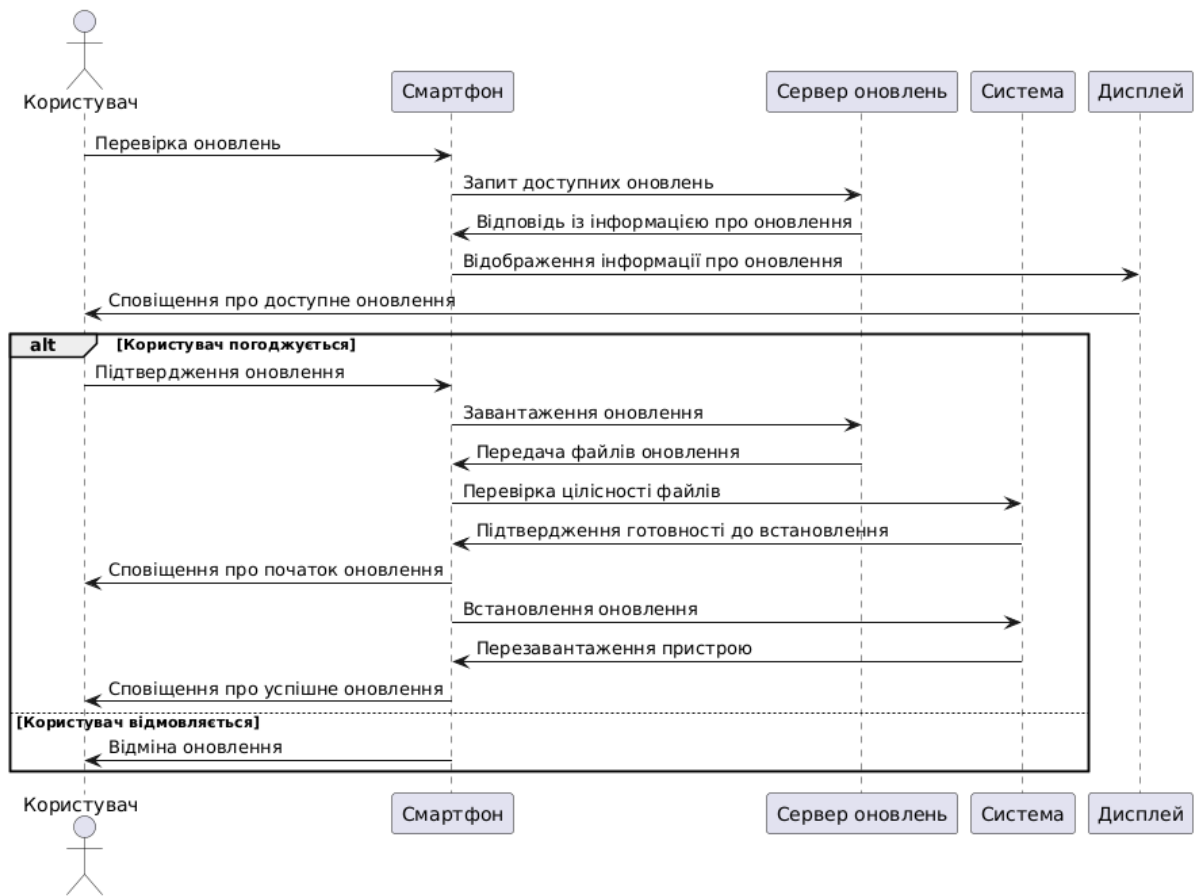 Користувач
Смартфон
Сервер оновлень
Система
Дисплей
Перевірка оновлень
Запит доступних оновлень
Відповідь із інформацією про оновлення
Відображення інформації про оновлення
Сповіщення про доступне оновлення
alt
[Користувач погоджується]
Підтвердження оновлення
Завантаження оновлення
Передача файлів оновлення
Перевірка цілісності файлів
Підтвердження готовності до встановлення
Сповіщення про початок оновлення
Встановлення оновлення
Перезавантаження пристрою
Сповіщення про успішне оновлення
[Користувач відмовляється]
Відміна оновлення
Користувач
Смартфон
Сервер оновлень
Система
Дисплей